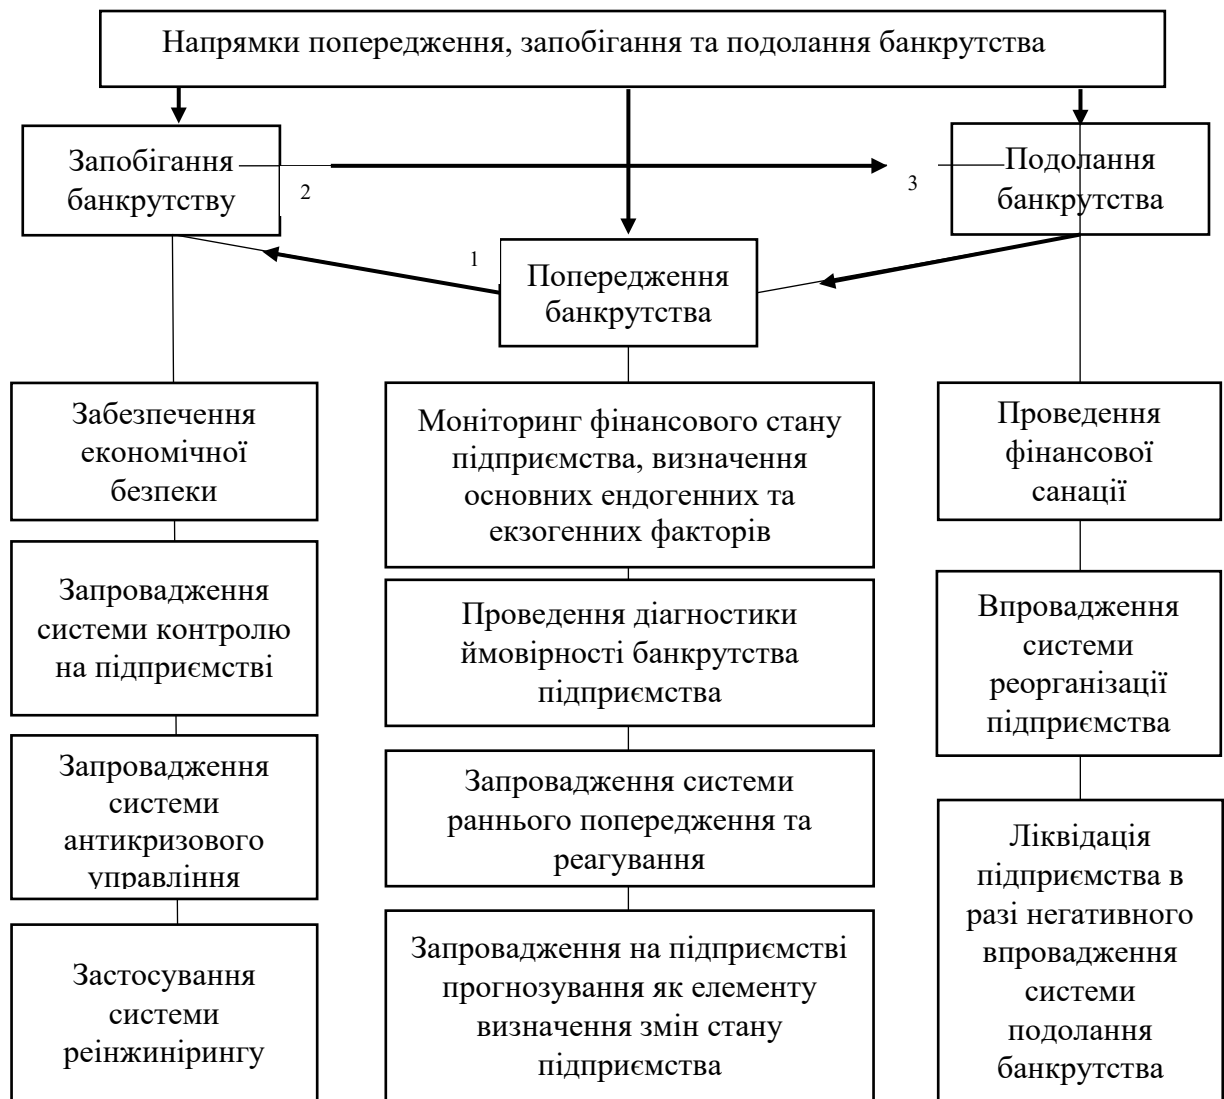 Напрямки попередження, запобігання та подолання банкрутства
Запобігання
банкрутству
2
3
Подолання
банкрутства
1
Попередження
банкрутства
Забезпечення
економічної
безпеки
Запровадження
системи контролю
на підприємстві
Запровадження
системи
антикризового
управління
Застосування
системи
реінжинірингу
Моніторинг фінансового стану
підприємства, визначення
основних ендогенних та
екзогенних факторів
Проведення діагностики
ймовірності банкрутства
підприємства
Запровадження системи
раннього попередження та
реагування
Запровадження на підприємстві
прогнозування як елементу
визначення змін стану
підприємства
Проведення
фінансової
санації
Впровадження
системи
реорганізації
підприємства
Ліквідація
підприємства в
разі негативного
впровадження
системи
подолання
банкрутства